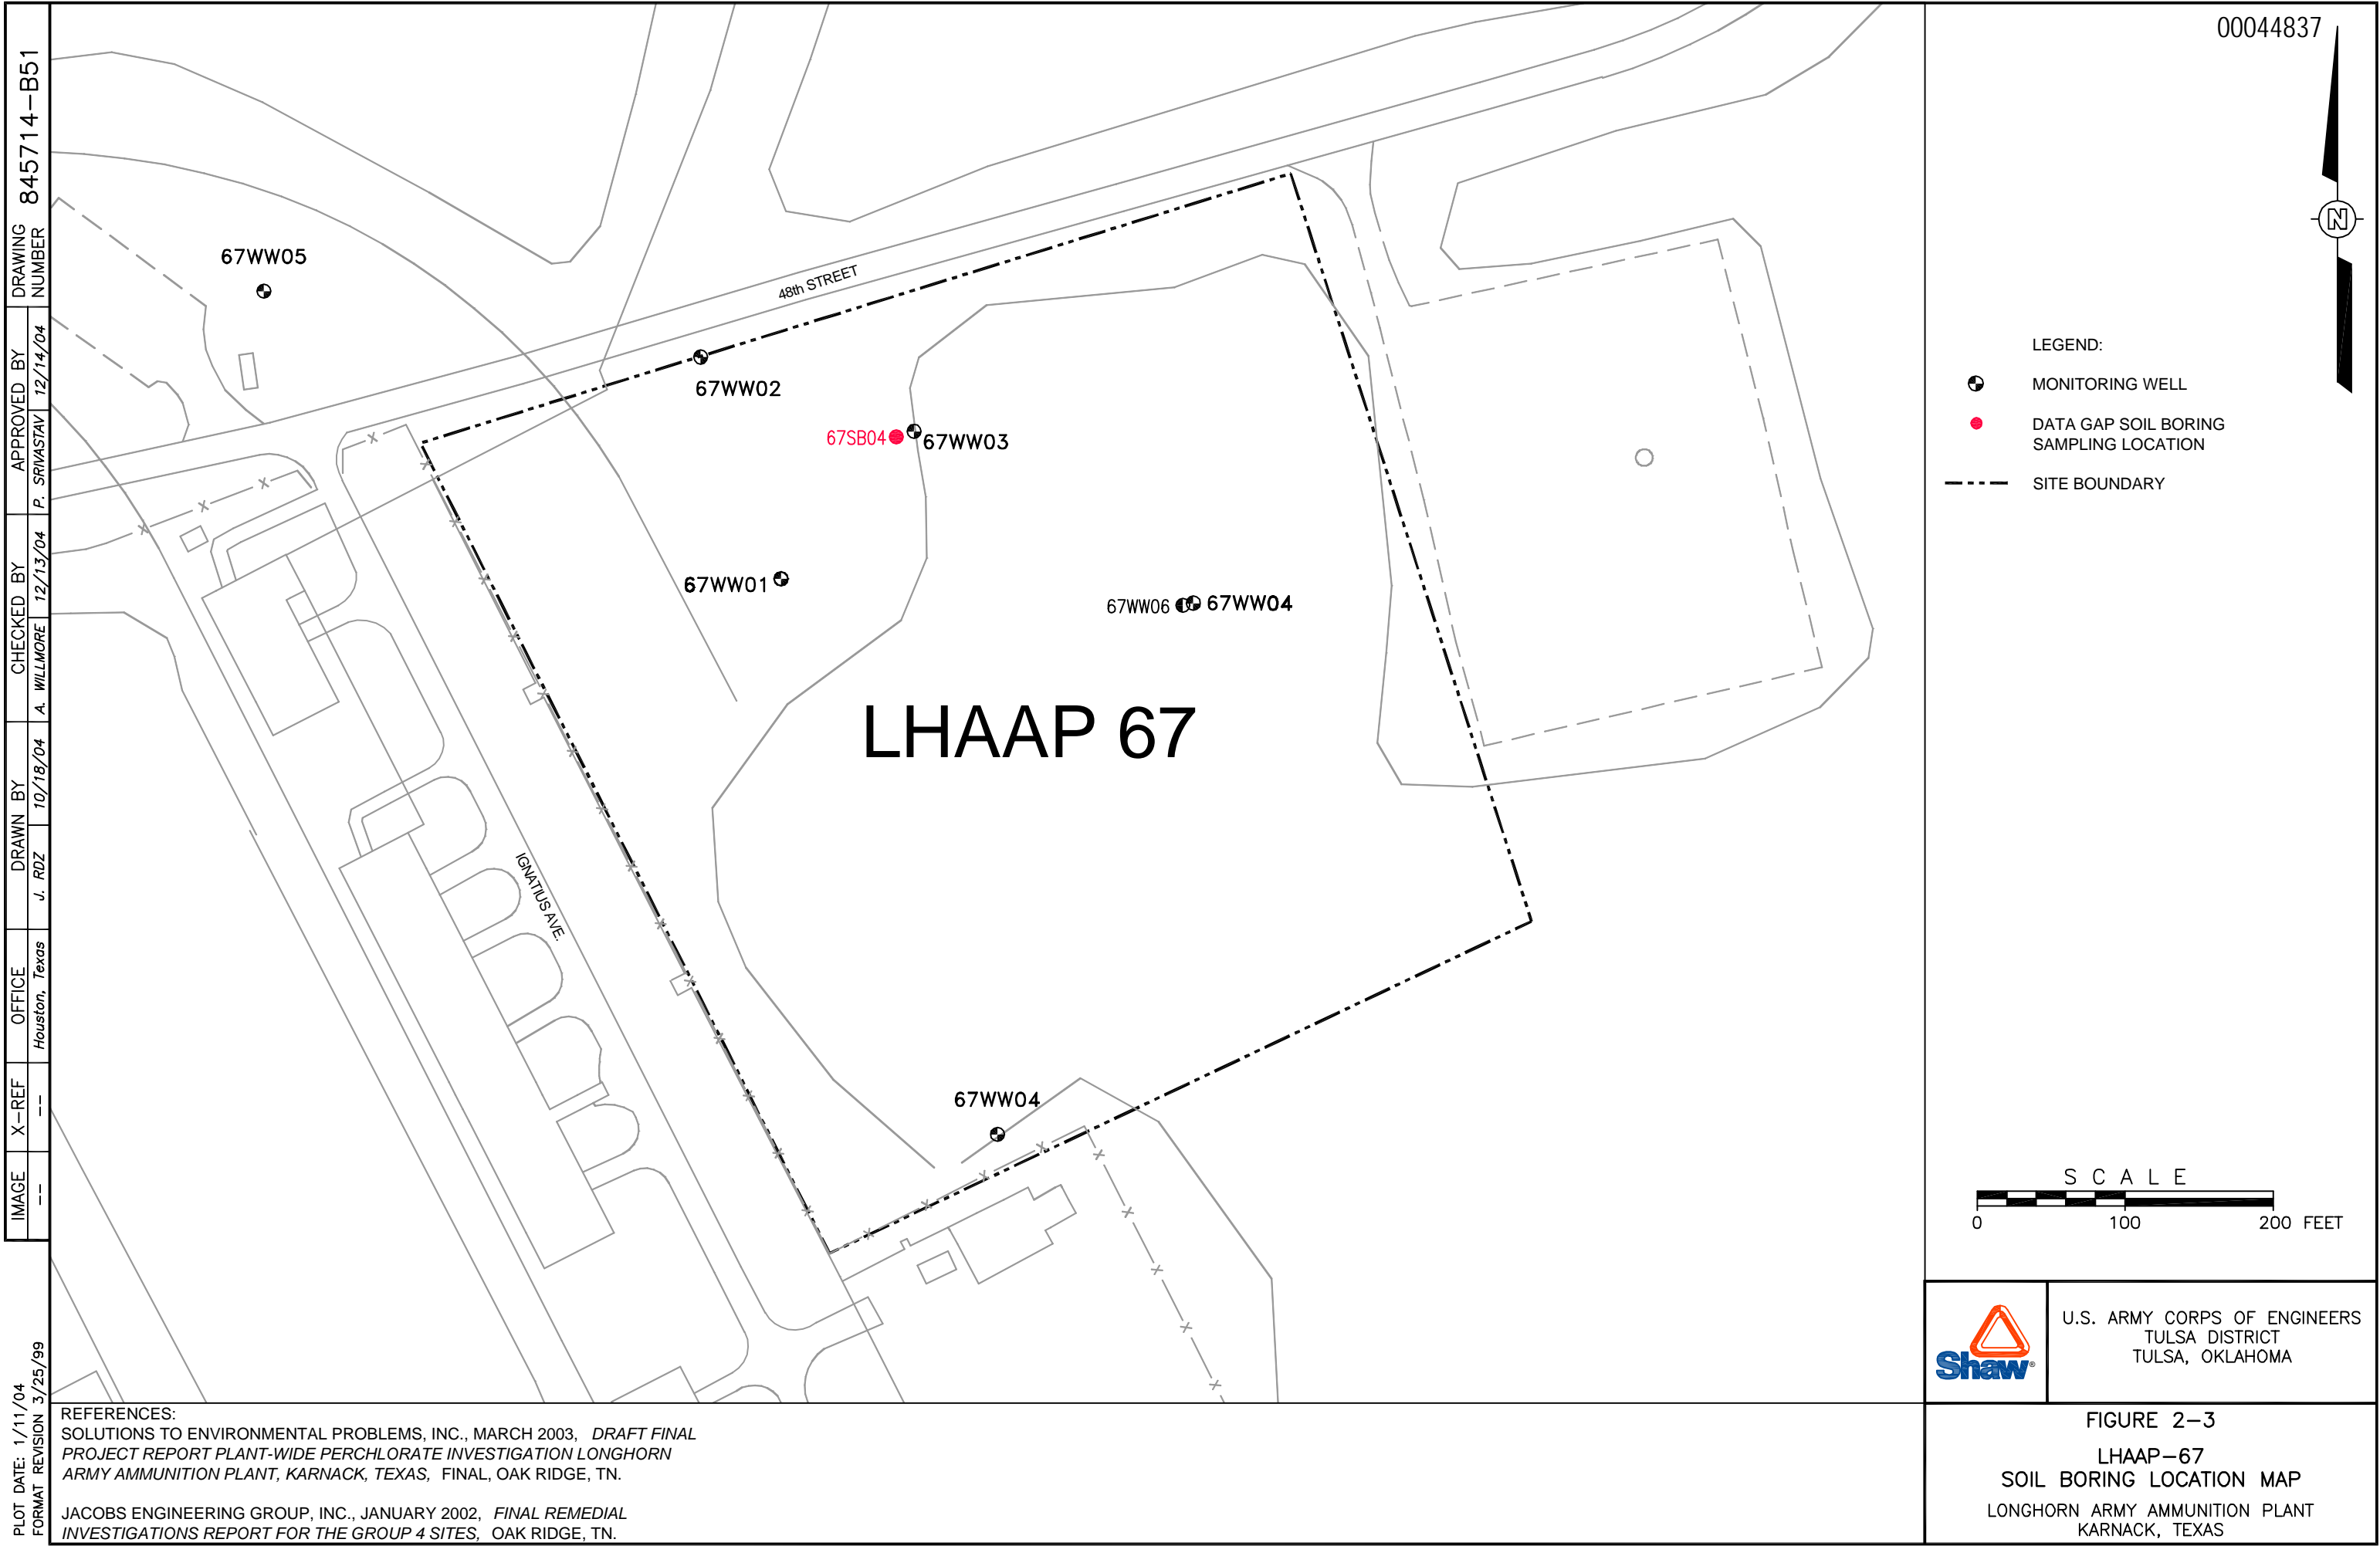 00044837
DRAWING NUMBER 8457714-B51
APPROVED BY
P. SRIVASTAV 12/14/04
CHECKED BY
A. WILLMORE 12/13/04
DRAWN BY
J. RDZ 10/18/04
OFFICE
Houston, Texas
X-REF
--
IMAGE
--
PLOT DATE: 1/11/04
FORMAT REVISION 3/25/99
67WW05
48th STREET
67WW02
67SB04
67WW03
67WW01
67WW06
67WW04
LHAAP 67
IGNATIUS AVE.
67WW04
N
LEGEND:
MONITORING WELL
DATA GAP SOIL BORING
SAMPLING LOCATION
SITE BOUNDARY
SCALE
0 100 200 FEET
Shaw®
U.S. ARMY CORPS OF ENGINEERS
TULSA DISTRICT
TULSA, OKLAHOMA
REFERENCES:
SOLUTIONS TO ENVIRONMENTAL PROBLEMS, INC., MARCH 2003, DRAFT FINAL
PROJECT REPORT PLANT-WIDE PERCHLORATE INVESTIGATION LONGHORN
ARMY AMMUNITION PLANT, KARNACK, TEXAS, FINAL, OAK RIDGE, TN.
JACOBS ENGINEERING GROUP, INC., JANUARY 2002, FINAL REMEDIAL
INVESTIGATIONS REPORT FOR THE GROUP 4 SITES, OAK RIDGE, TN.
FIGURE 2-3
LHAAP-67
SOIL BORING LOCATION MAP
LONGHORN ARMY AMMUNITION PLANT
KARNACK, TEXAS